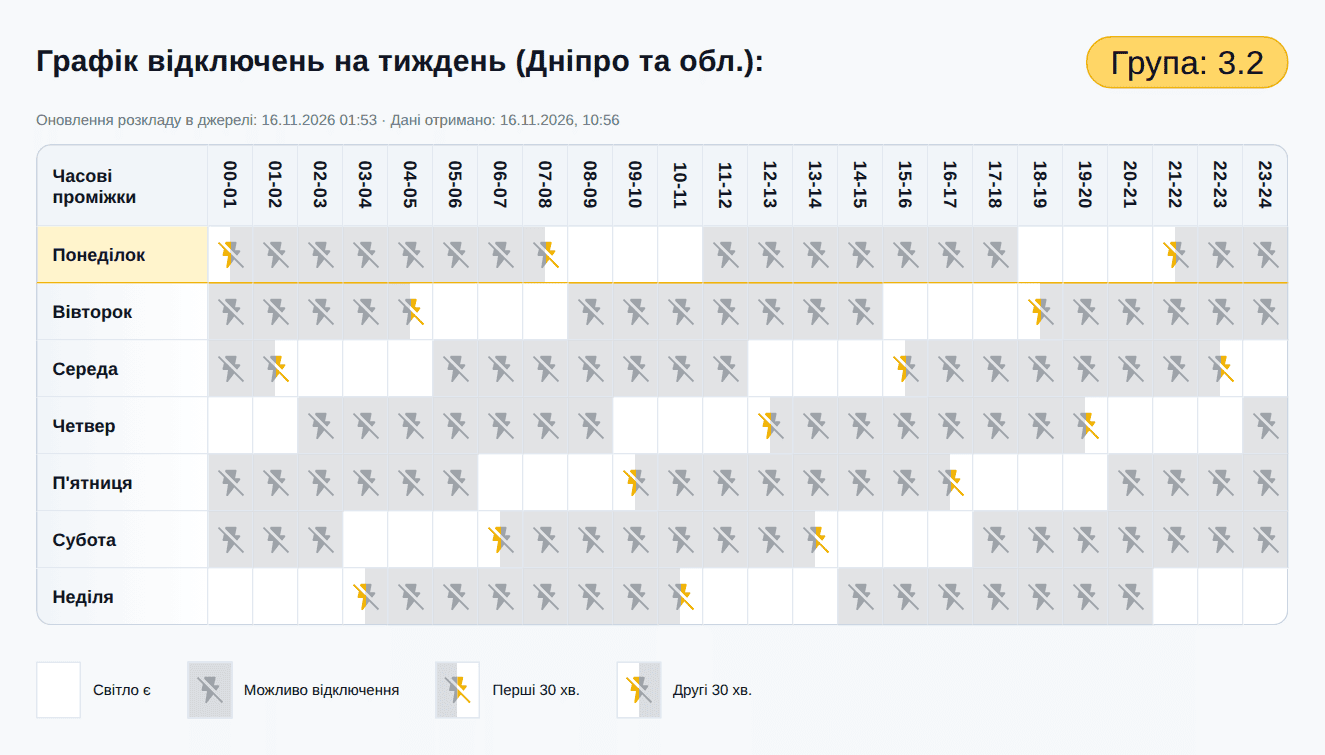 Графік відключень на тиждень (Дніпро та обл.):
Група: 3.2
Оновлення розкладу в джерелі: 16.11.2026 01:53 · Дані отримано: 16.11.2026, 10:56
Часові
проміжки
00-01 01-02 02-03 03-04 04-05 05-06 06-07 07-08 08-09 09-10 10-11 11-12 12-13 13-14 14-15 15-16 16-17 17-18 18-19 19-20 20-21 21-22 22-23 23-24
Понеділок
Вівторок
Середа
Четвер
П'ятниця
Субота
Неділя
Світло є
Можливо відключення
Перші 30 хв.
Другі 30 хв.